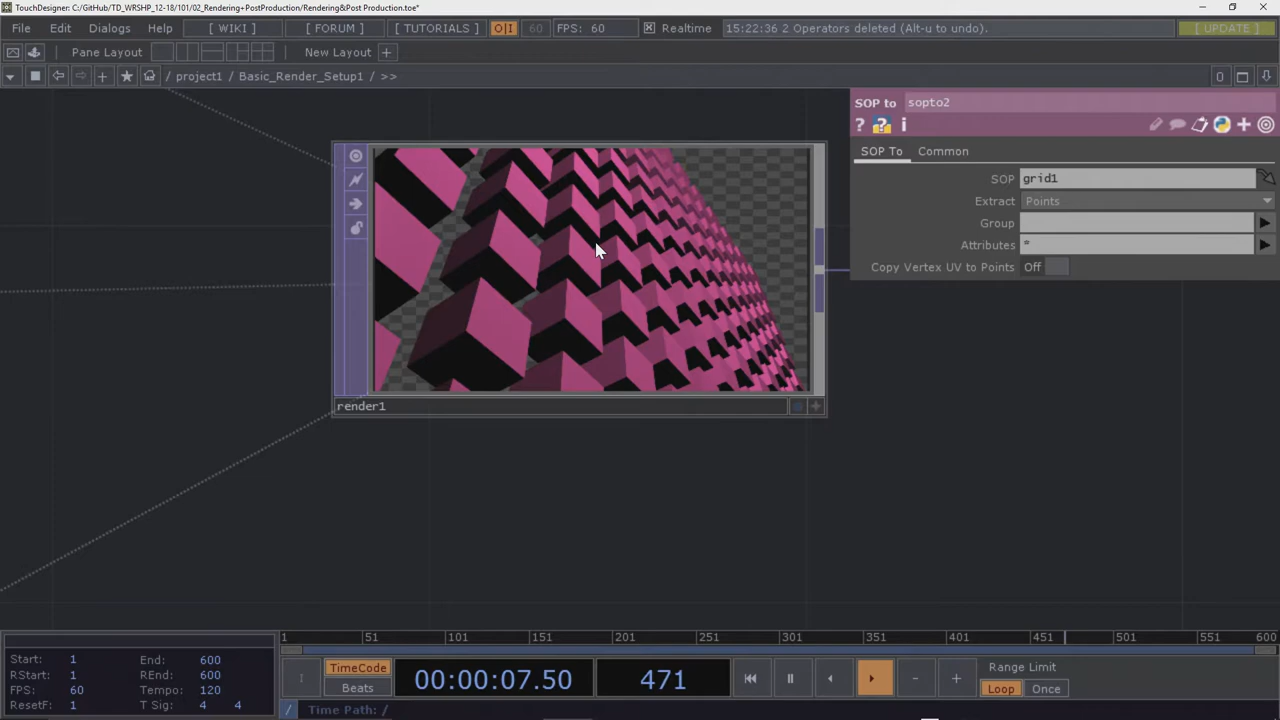 TouchDesigner: C:/GitHub/TD_WRSHP_12-18/101/02_Rendering+PostProduction/Rendering&Post Production.toe*
File Edit Dialogs Help [ WIKI ] [ FORUM ] [ TUTORIALS ] O|I 60 FPS: 60 Realtime 15:22:36 2 Operators deleted (Alt-u to undo). [ UPDATE ]
Pane Layout New Layout +
/ project1 / Basic_Render_Setup1 / >> 0
SOP to sopto2
? ? i
SOP To Common
SOP grid1
Extract Points
Group
Attributes *
Copy Vertex UV to Points Off
render1
1 51 101 151 201 251 301 351 401 451 501 551 600
Start: 1 End: 600
RStart: 1 REnd: 600
FPS: 60 Tempo: 120
ResetF: 1 T Sig: 4 4
TimeCode
Beats
00:00:07.50 471
Range Limit
Loop Once
/ Time Path: /